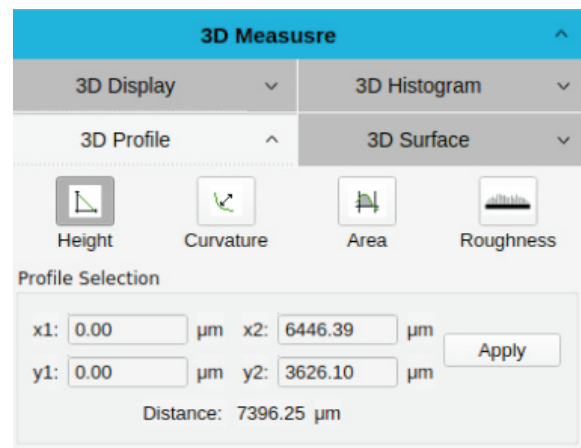 3D Measusre
3D Display 3D Histogram
3D Profile 3D Surface
Height Curvature Area Roughness
Profile Selection
x1: 0.00 μm x2: 6446.39 μm
Apply
y1: 0.00 μm y2: 3626.10 μm
Distance: 7396.25 μm